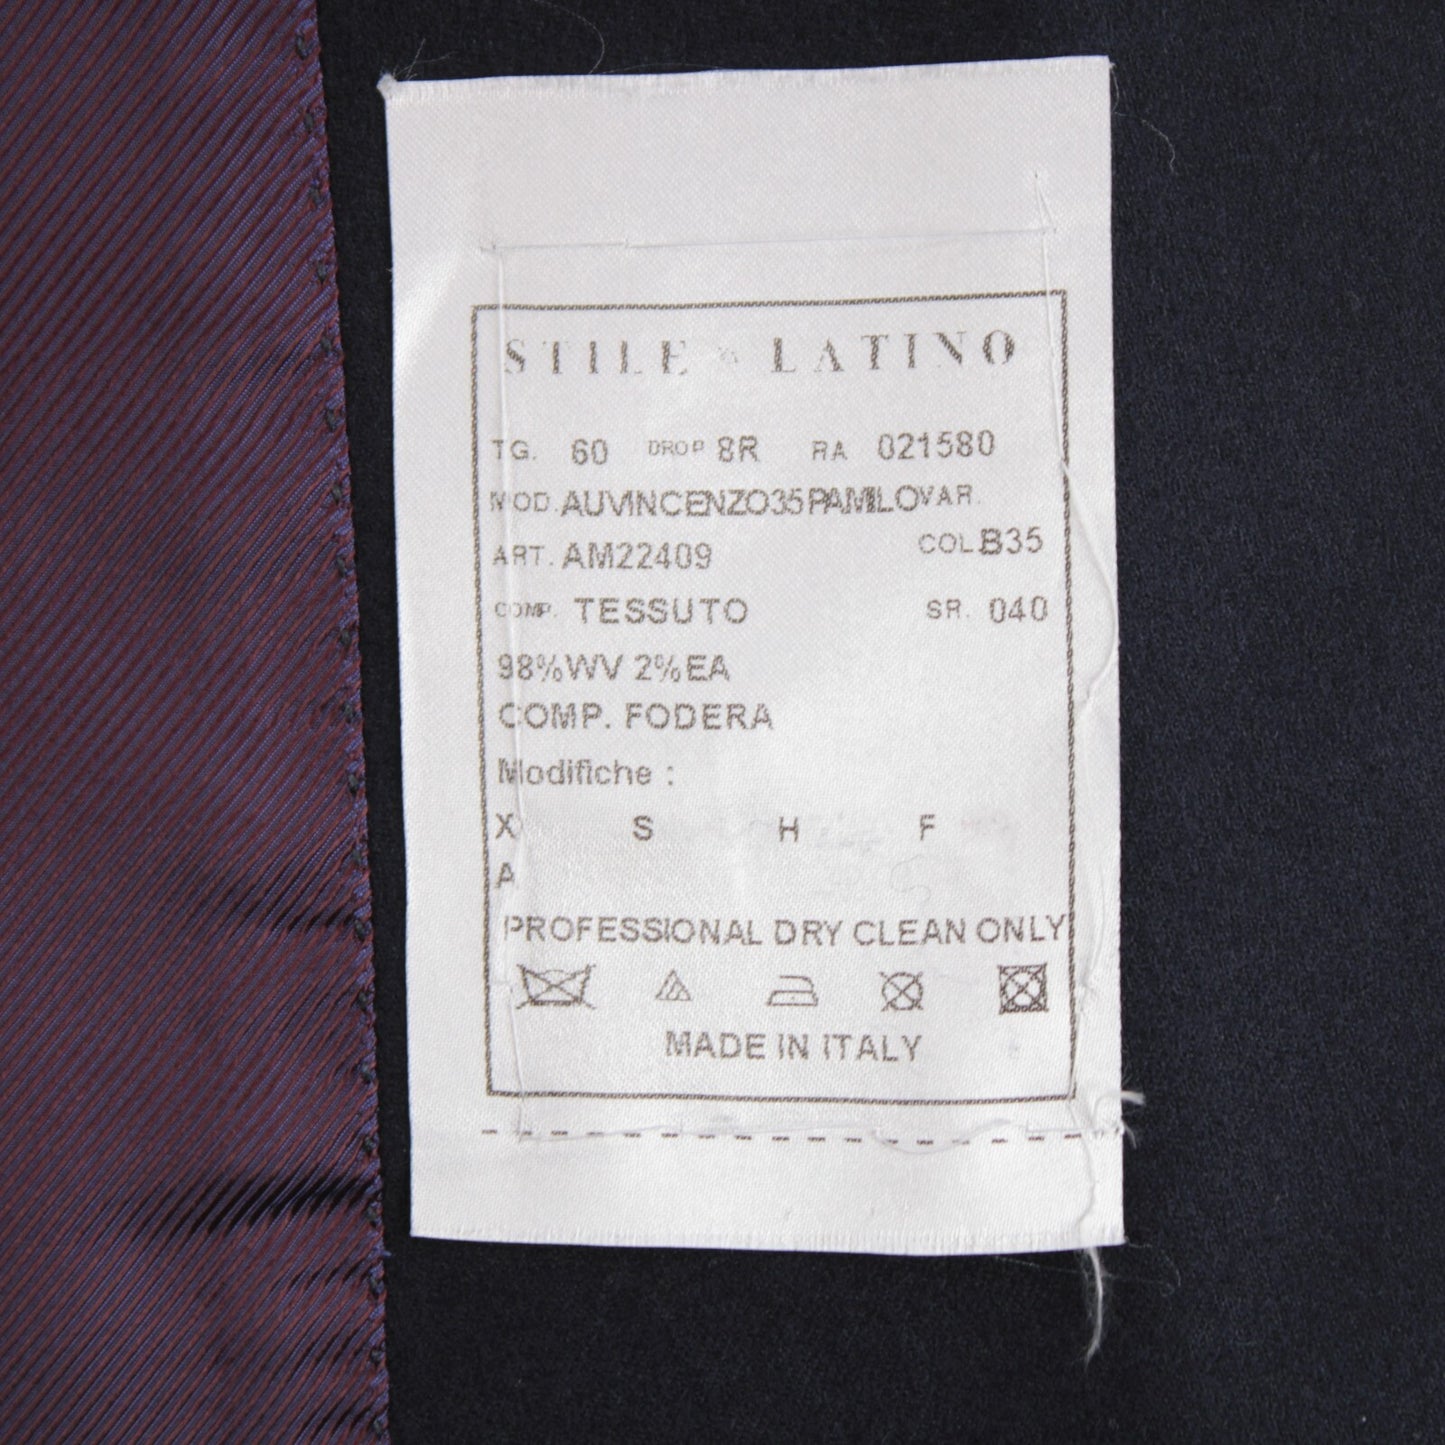 STILE LATINO
TG. 60 DROP 8R RA 021580
MOD. AUVINCENZO35PAMILO VAR.
ART. AM22409 COL. B35
COMP. TESSUTO SR. 040
98%WV 2%EA
COMP. FODERA
Modifiche :
X S H F
A
PROFESSIONAL DRY CLEAN ONLY
MADE IN ITALY